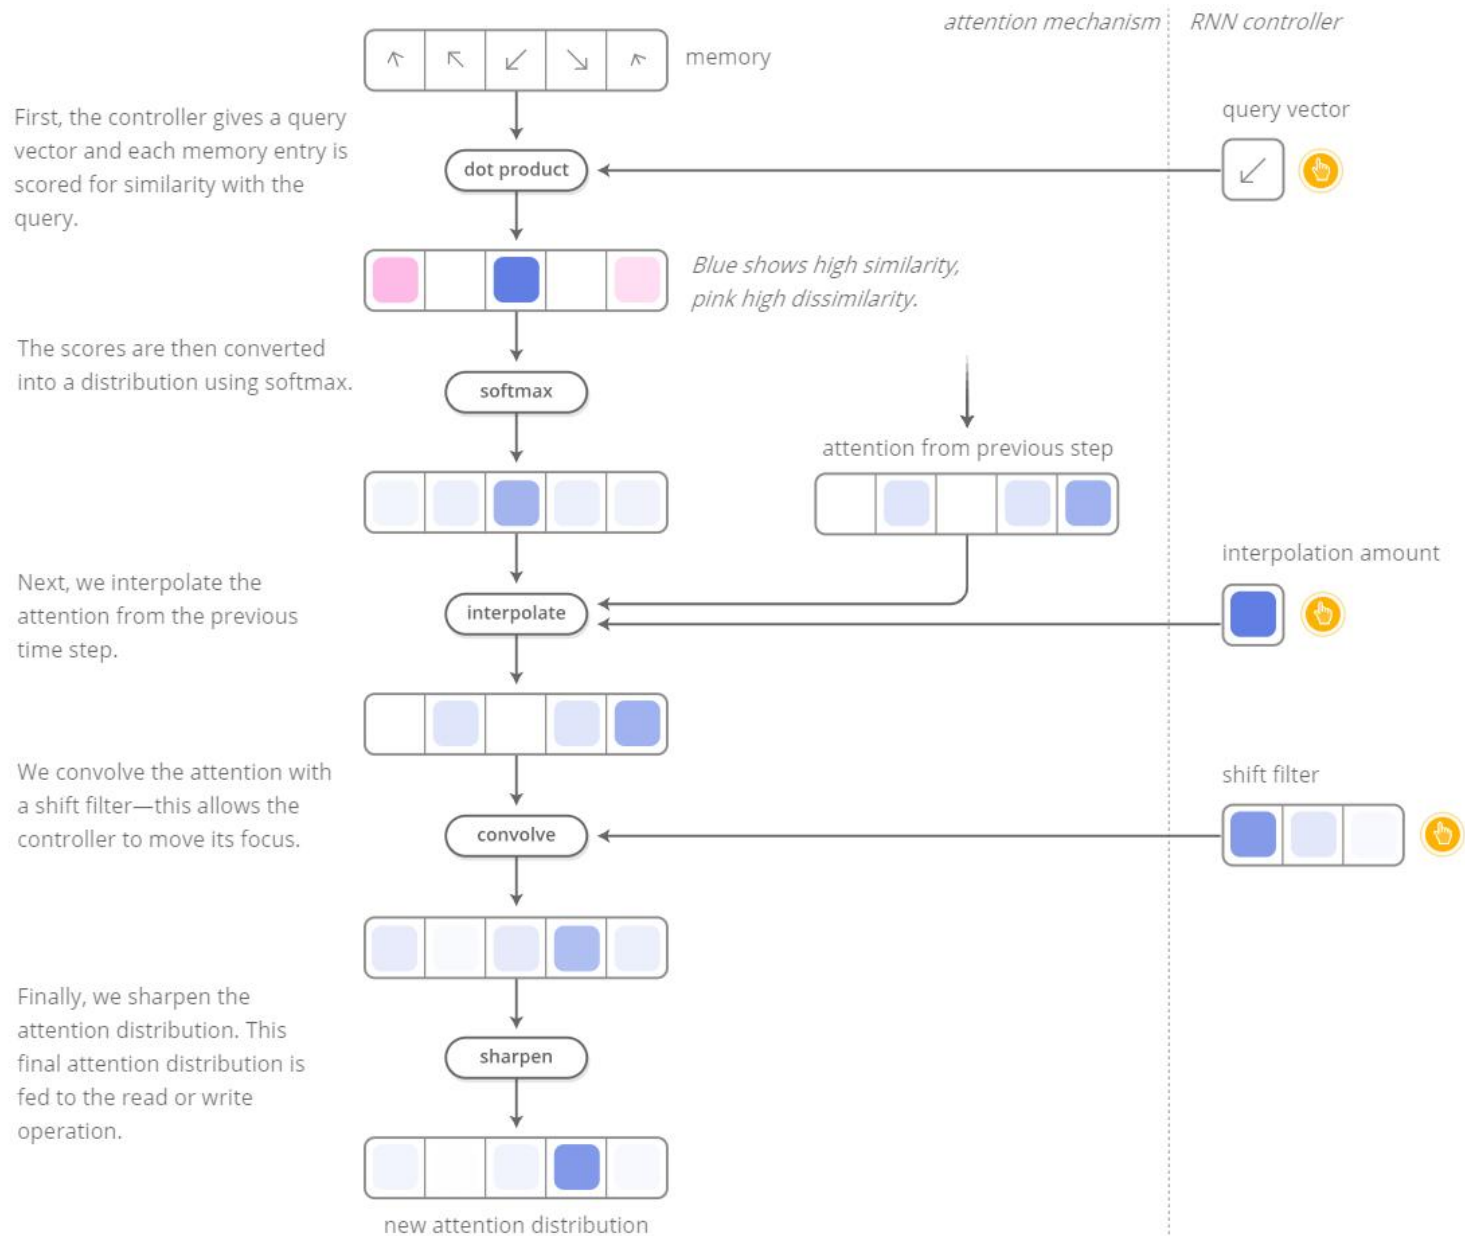 attention mechanism
RNN controller
memory
query vector
First, the controller gives a query
vector and each memory entry is
scored for similarity with the
query.
dot product
Blue shows high similarity,
pink high dissimilarity.
The scores are then converted
into a distribution using softmax.
softmax
attention from previous step
interpolation amount
Next, we interpolate the
attention from the previous
time step.
interpolate
We convolve the attention with
a shift filter—this allows the
controller to move its focus.
shift filter
convolve
Finally, we sharpen the
attention distribution. This
final attention distribution is
fed to the read or write
operation.
sharpen
new attention distribution